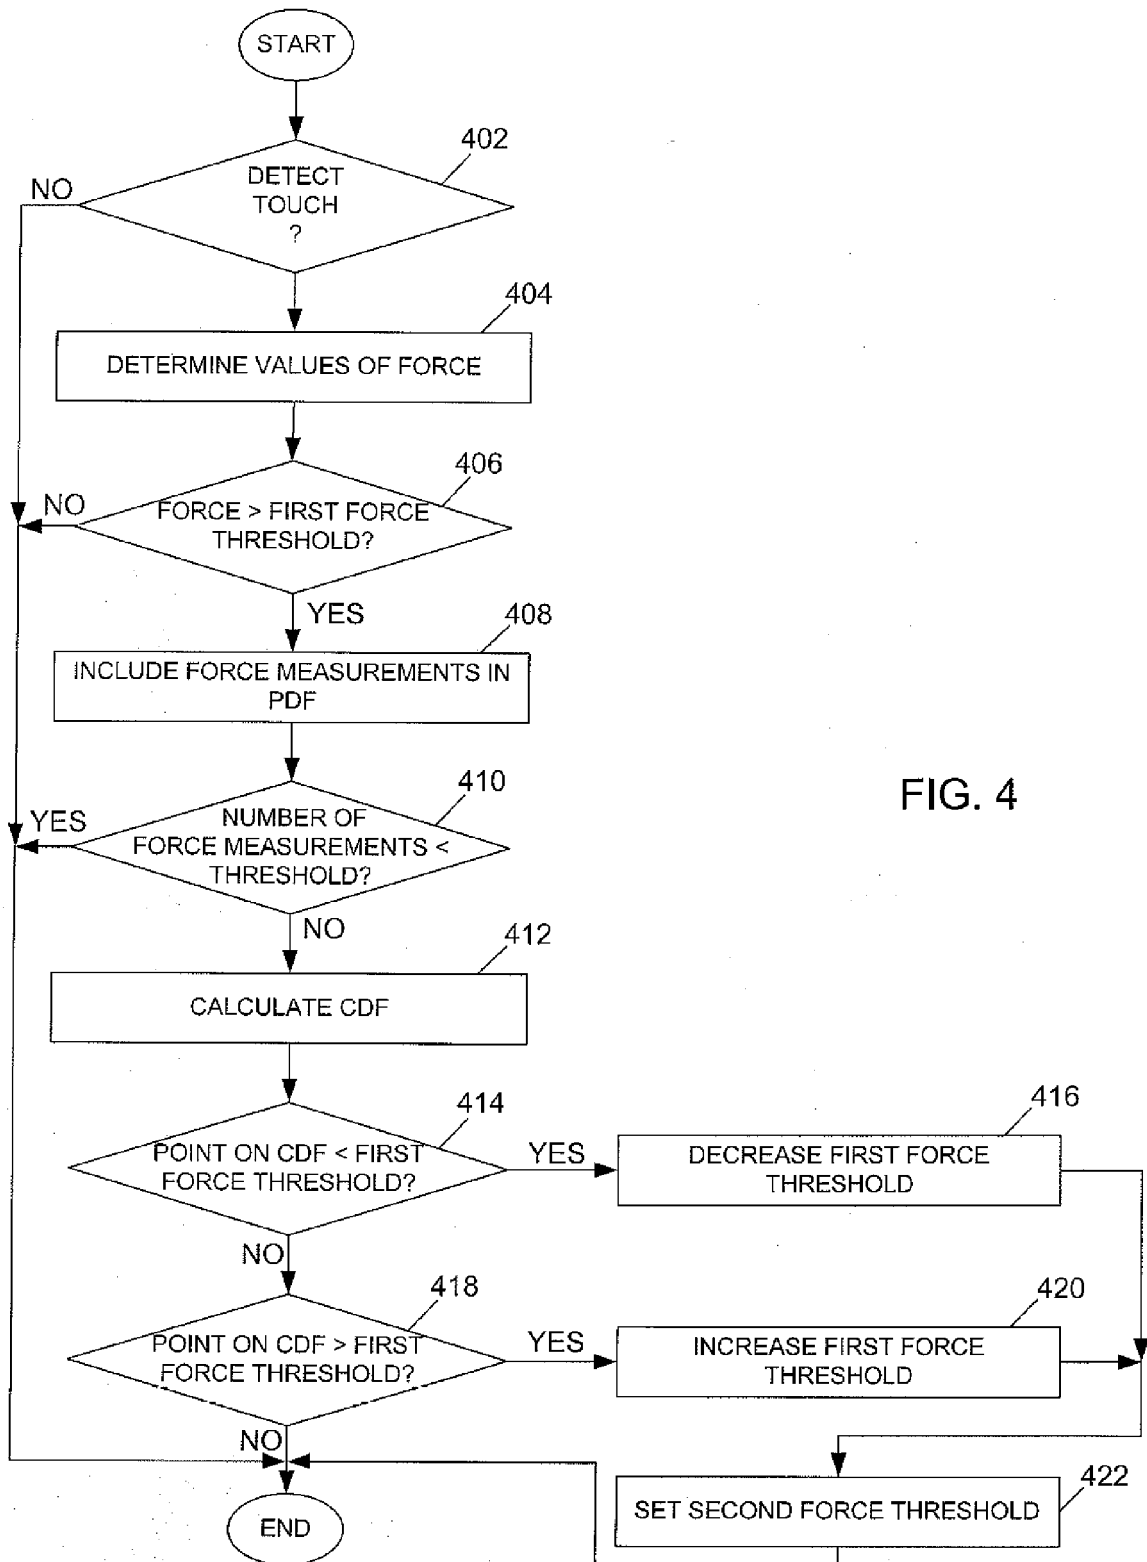 START
402
DETECT
TOUCH
?
NO
404
DETERMINE VALUES OF FORCE
406
NO
FORCE > FIRST FORCE
THRESHOLD?
YES
408
INCLUDE FORCE MEASUREMENTS IN
PDF
410
YES
NUMBER OF
FORCE MEASUREMENTS <
THRESHOLD?
FIG. 4
NO
412
CALCULATE CDF
414
POINT ON CDF < FIRST
FORCE THRESHOLD?
YES
416
DECREASE FIRST FORCE
THRESHOLD
NO
418
POINT ON CDF > FIRST
FORCE THRESHOLD?
YES
420
INCREASE FIRST FORCE
THRESHOLD
NO
422
SET SECOND FORCE THRESHOLD
END